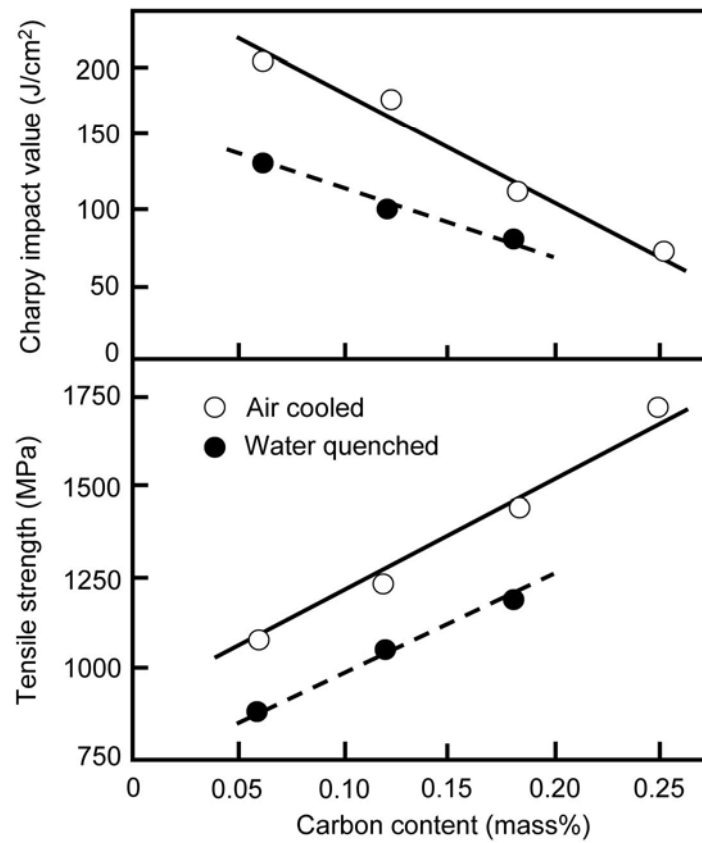 Charpy impact value (J/cm²)
200
150
100
50
0
Tensile strength (MPa)
1750
1500
1250
1000
750
Air cooled
Water quenched
0 0.05 0.10 0.15 0.20 0.25
Carbon content (mass%)